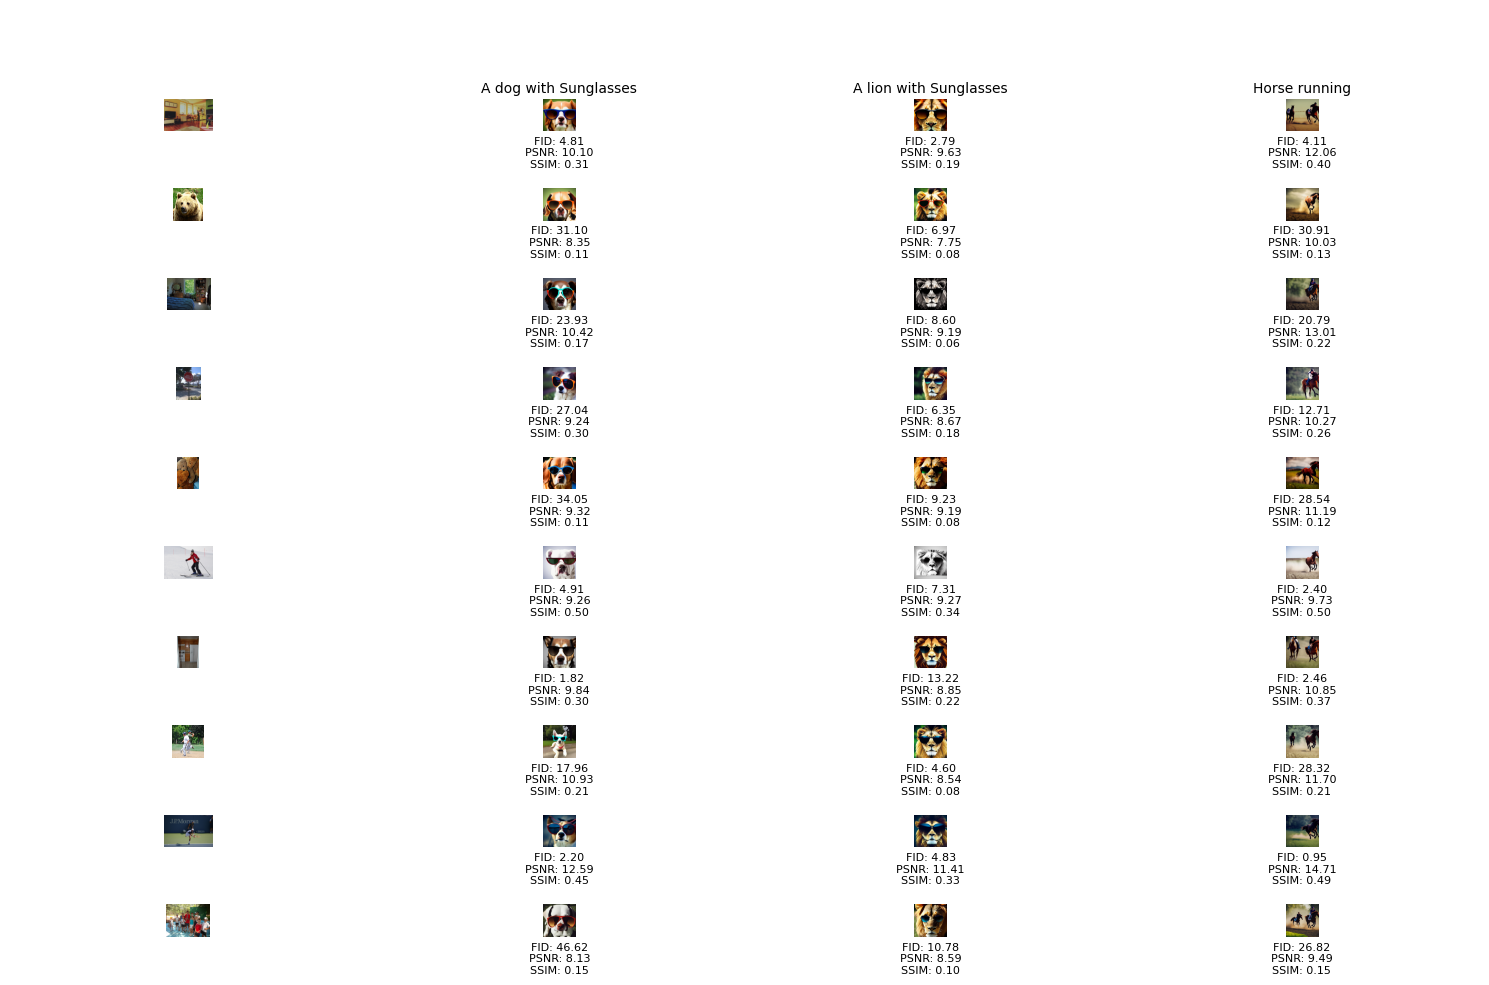 A dog with Sunglasses
A lion with Sunglasses
Horse running
FID: 4.81
PSNR: 10.10
SSIM: 0.31
FID: 2.79
PSNR: 9.63
SSIM: 0.19
FID: 4.11
PSNR: 12.06
SSIM: 0.40
FID: 31.10
PSNR: 8.35
SSIM: 0.11
FID: 6.97
PSNR: 7.75
SSIM: 0.08
FID: 30.91
PSNR: 10.03
SSIM: 0.13
FID: 23.93
PSNR: 10.42
SSIM: 0.17
FID: 8.60
PSNR: 9.19
SSIM: 0.06
FID: 20.79
PSNR: 13.01
SSIM: 0.22
FID: 27.04
PSNR: 9.24
SSIM: 0.30
FID: 6.35
PSNR: 8.67
SSIM: 0.18
FID: 12.71
PSNR: 10.27
SSIM: 0.26
FID: 34.05
PSNR: 9.32
SSIM: 0.11
FID: 9.23
PSNR: 9.19
SSIM: 0.08
FID: 28.54
PSNR: 11.19
SSIM: 0.12
FID: 4.91
PSNR: 9.26
SSIM: 0.50
FID: 7.31
PSNR: 9.27
SSIM: 0.34
FID: 2.40
PSNR: 9.73
SSIM: 0.50
FID: 1.82
PSNR: 9.84
SSIM: 0.30
FID: 13.22
PSNR: 8.85
SSIM: 0.22
FID: 2.46
PSNR: 10.85
SSIM: 0.37
FID: 17.96
PSNR: 10.93
SSIM: 0.21
FID: 4.60
PSNR: 8.54
SSIM: 0.08
FID: 28.32
PSNR: 11.70
SSIM: 0.21
FID: 2.20
PSNR: 12.59
SSIM: 0.45
FID: 4.83
PSNR: 11.41
SSIM: 0.33
FID: 0.95
PSNR: 14.71
SSIM: 0.49
FID: 46.62
PSNR: 8.13
SSIM: 0.15
FID: 10.78
PSNR: 8.59
SSIM: 0.10
FID: 26.82
PSNR: 9.49
SSIM: 0.15